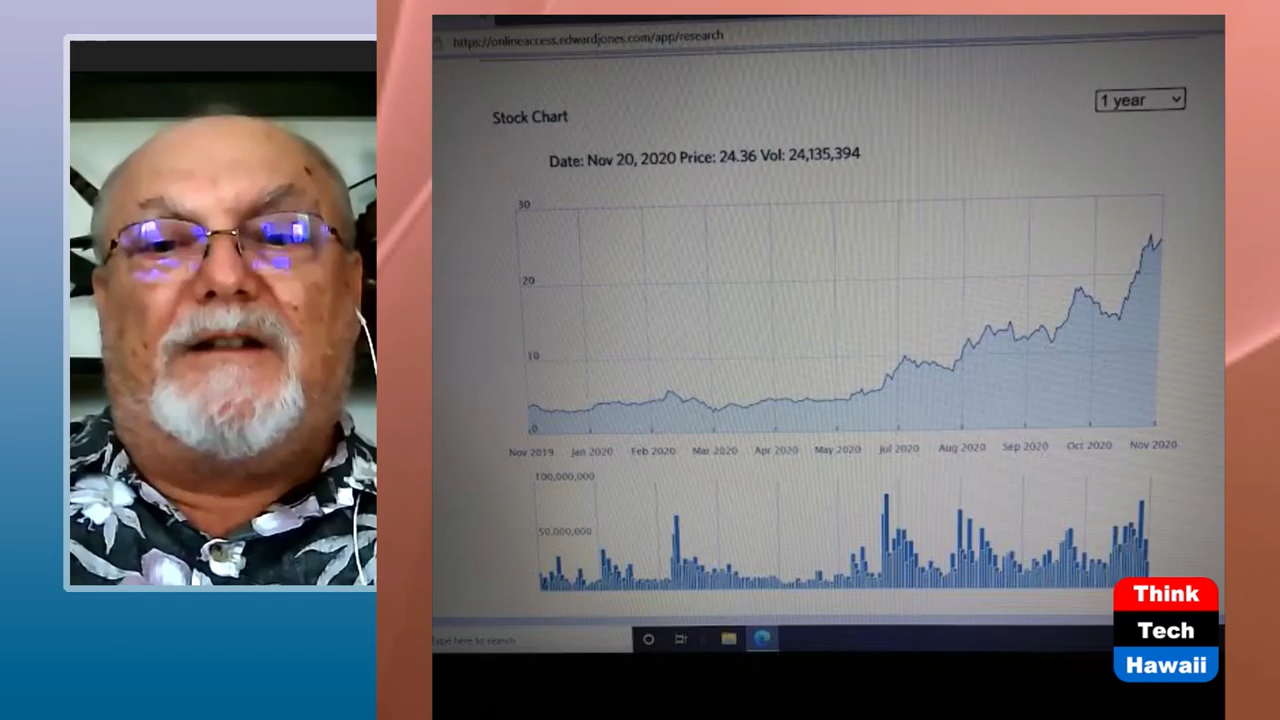 https://onlineaccess.edwardjones.com/app/research
1 year
Stock Chart
Date: Nov 20, 2020 Price: 24.36 Vol: 24,135,394
30
20
10
0
Nov 2019 Jan 2020 Feb 2020 Mar 2020 Apr 2020 May 2020 Jul 2020 Aug 2020 Sep 2020 Oct 2020 Nov 2020
100,000,000
50,000,000
Type here to search
Think
Tech
Hawaii